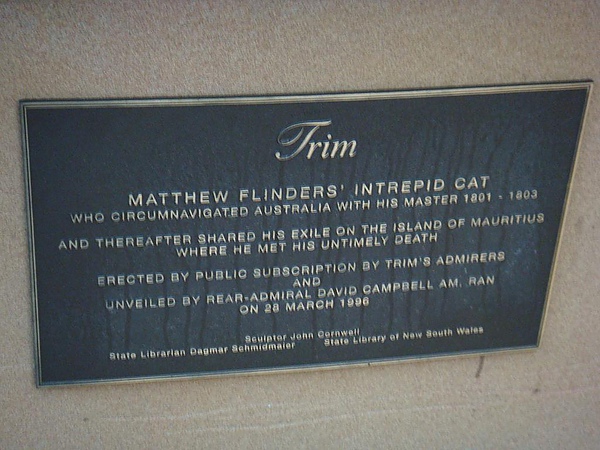 Trim
MATTHEW FLINDERS' INTREPID CAT
WHO CIRCUMNAVIGATED AUSTRALIA WITH HIS MASTER 1801 - 1803
AND THEREAFTER SHARED HIS EXILE ON THE ISLAND OF MAURITIUS
WHERE HE MET HIS UNTIMELY DEATH
ERECTED BY PUBLIC SUBSCRIPTION BY TRIM'S ADMIRERS
AND
UNVEILED BY REAR-ADMIRAL DAVID CAMPBELL AM, RAN
ON 28 MARCH 1996
Sculptor John Cornwell
State Librarian Dagmar Schmidmaier State Library of New South Wales